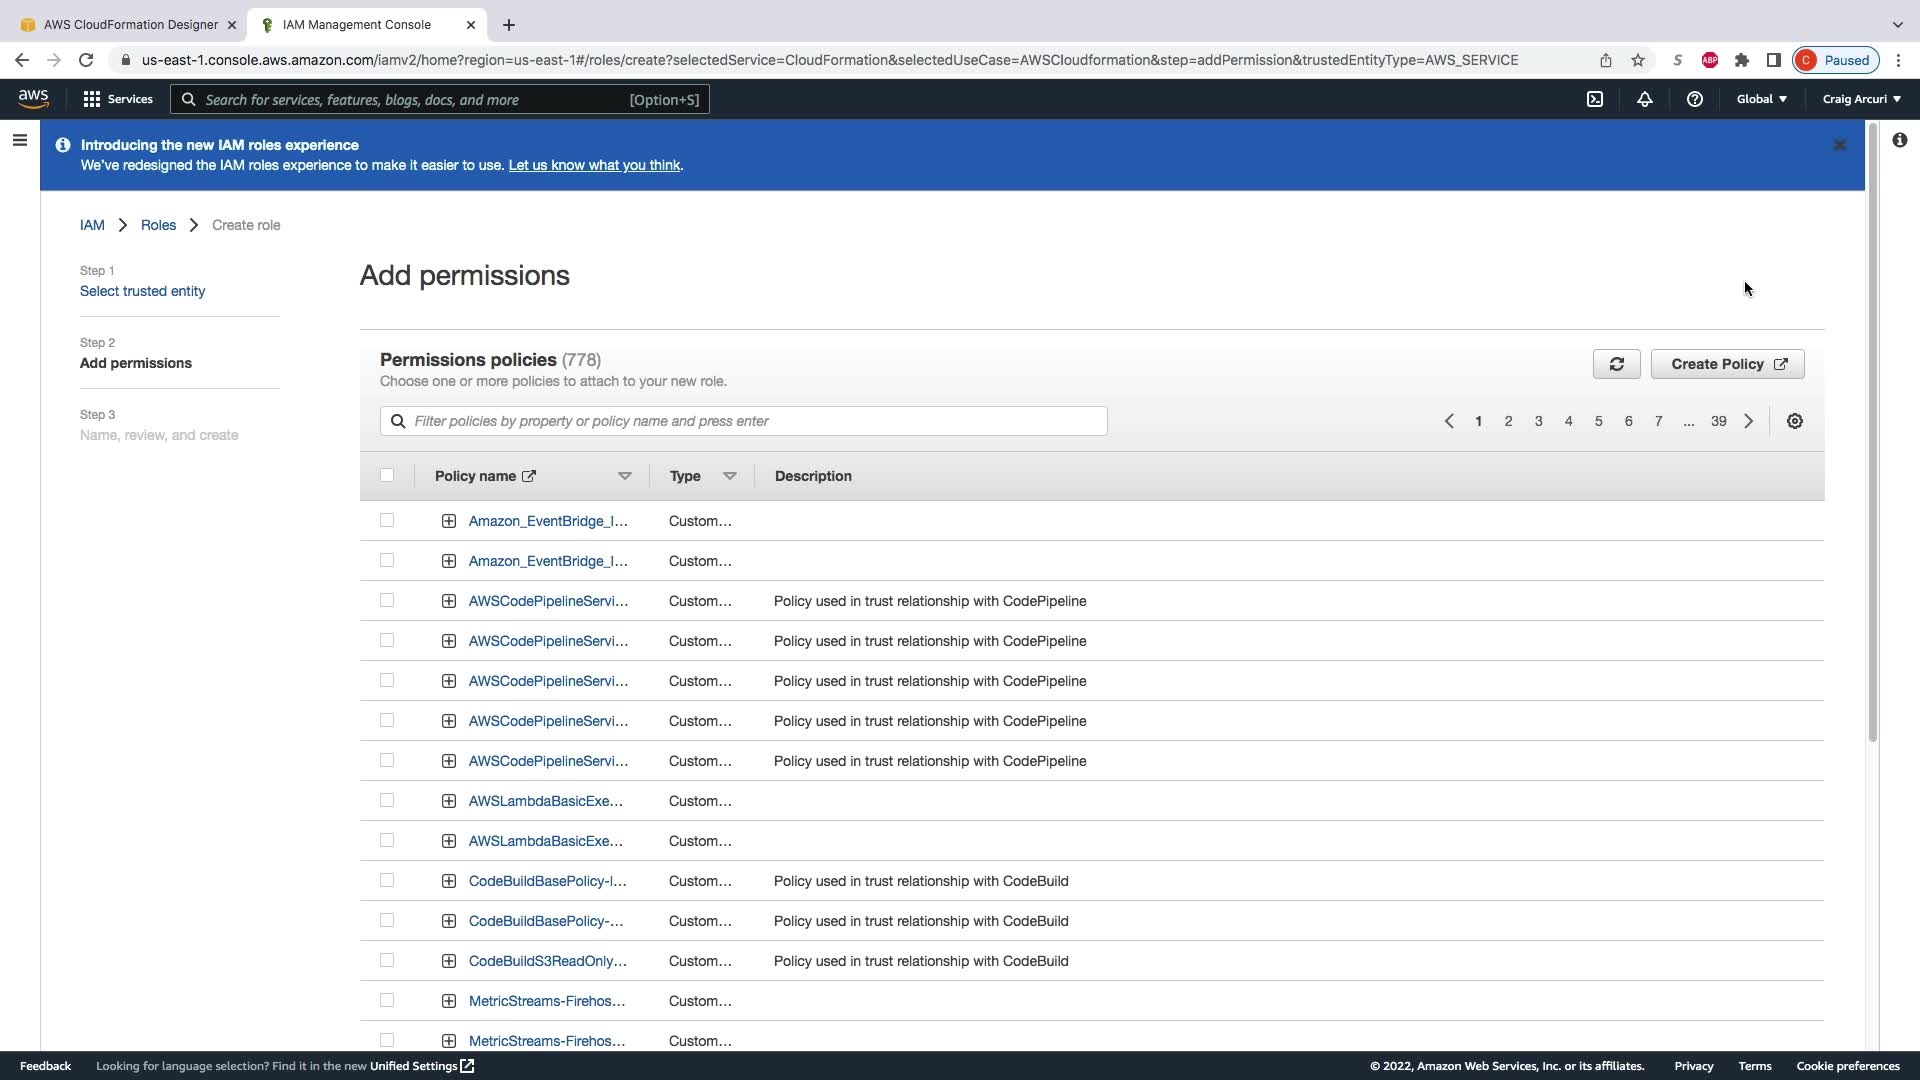 AWS CloudFormation Designer
IAM Management Console
us-east-1.console.aws.amazon.com/iamv2/home?region=us-east-1#/roles/create?selectedService=CloudFormation&selectedUseCase=AWSCloudformation&step=addPermission&trustedEntityType=AWS_SERVICE
S
ABP
C Paused
aws
Services
Search for services, features, blogs, docs, and more [Option+S]
Global
Craig Arcuri
Introducing the new IAM roles experience
We've redesigned the IAM roles experience to make it easier to use. Let us know what you think.
IAM Roles Create role
Step 1
Select trusted entity
Step 2
Add permissions
Step 3
Name, review, and create
Add permissions
Permissions policies (778)
Choose one or more policies to attach to your new role.
Create Policy
Filter policies by property or policy name and press enter
1 2 3 4 5 6 7 ... 39
Policy name Type Description
Amazon_EventBridge_I... Custom...
Amazon_EventBridge_I... Custom...
AWSCodePipelineServi... Custom... Policy used in trust relationship with CodePipeline
AWSCodePipelineServi... Custom... Policy used in trust relationship with CodePipeline
AWSCodePipelineServi... Custom... Policy used in trust relationship with CodePipeline
AWSCodePipelineServi... Custom... Policy used in trust relationship with CodePipeline
AWSCodePipelineServi... Custom... Policy used in trust relationship with CodePipeline
AWSLambdaBasicExe... Custom...
AWSLambdaBasicExe... Custom...
CodeBuildBasePolicy-l... Custom... Policy used in trust relationship with CodeBuild
CodeBuildBasePolicy-... Custom... Policy used in trust relationship with CodeBuild
CodeBuildS3ReadOnly... Custom... Policy used in trust relationship with CodeBuild
MetricStreams-Firehos... Custom...
MetricStreams-Firehos... Custom...
Feedback
Looking for language selection? Find it in the new Unified Settings
© 2022, Amazon Web Services, Inc. or its affiliates.
Privacy
Terms
Cookie preferences